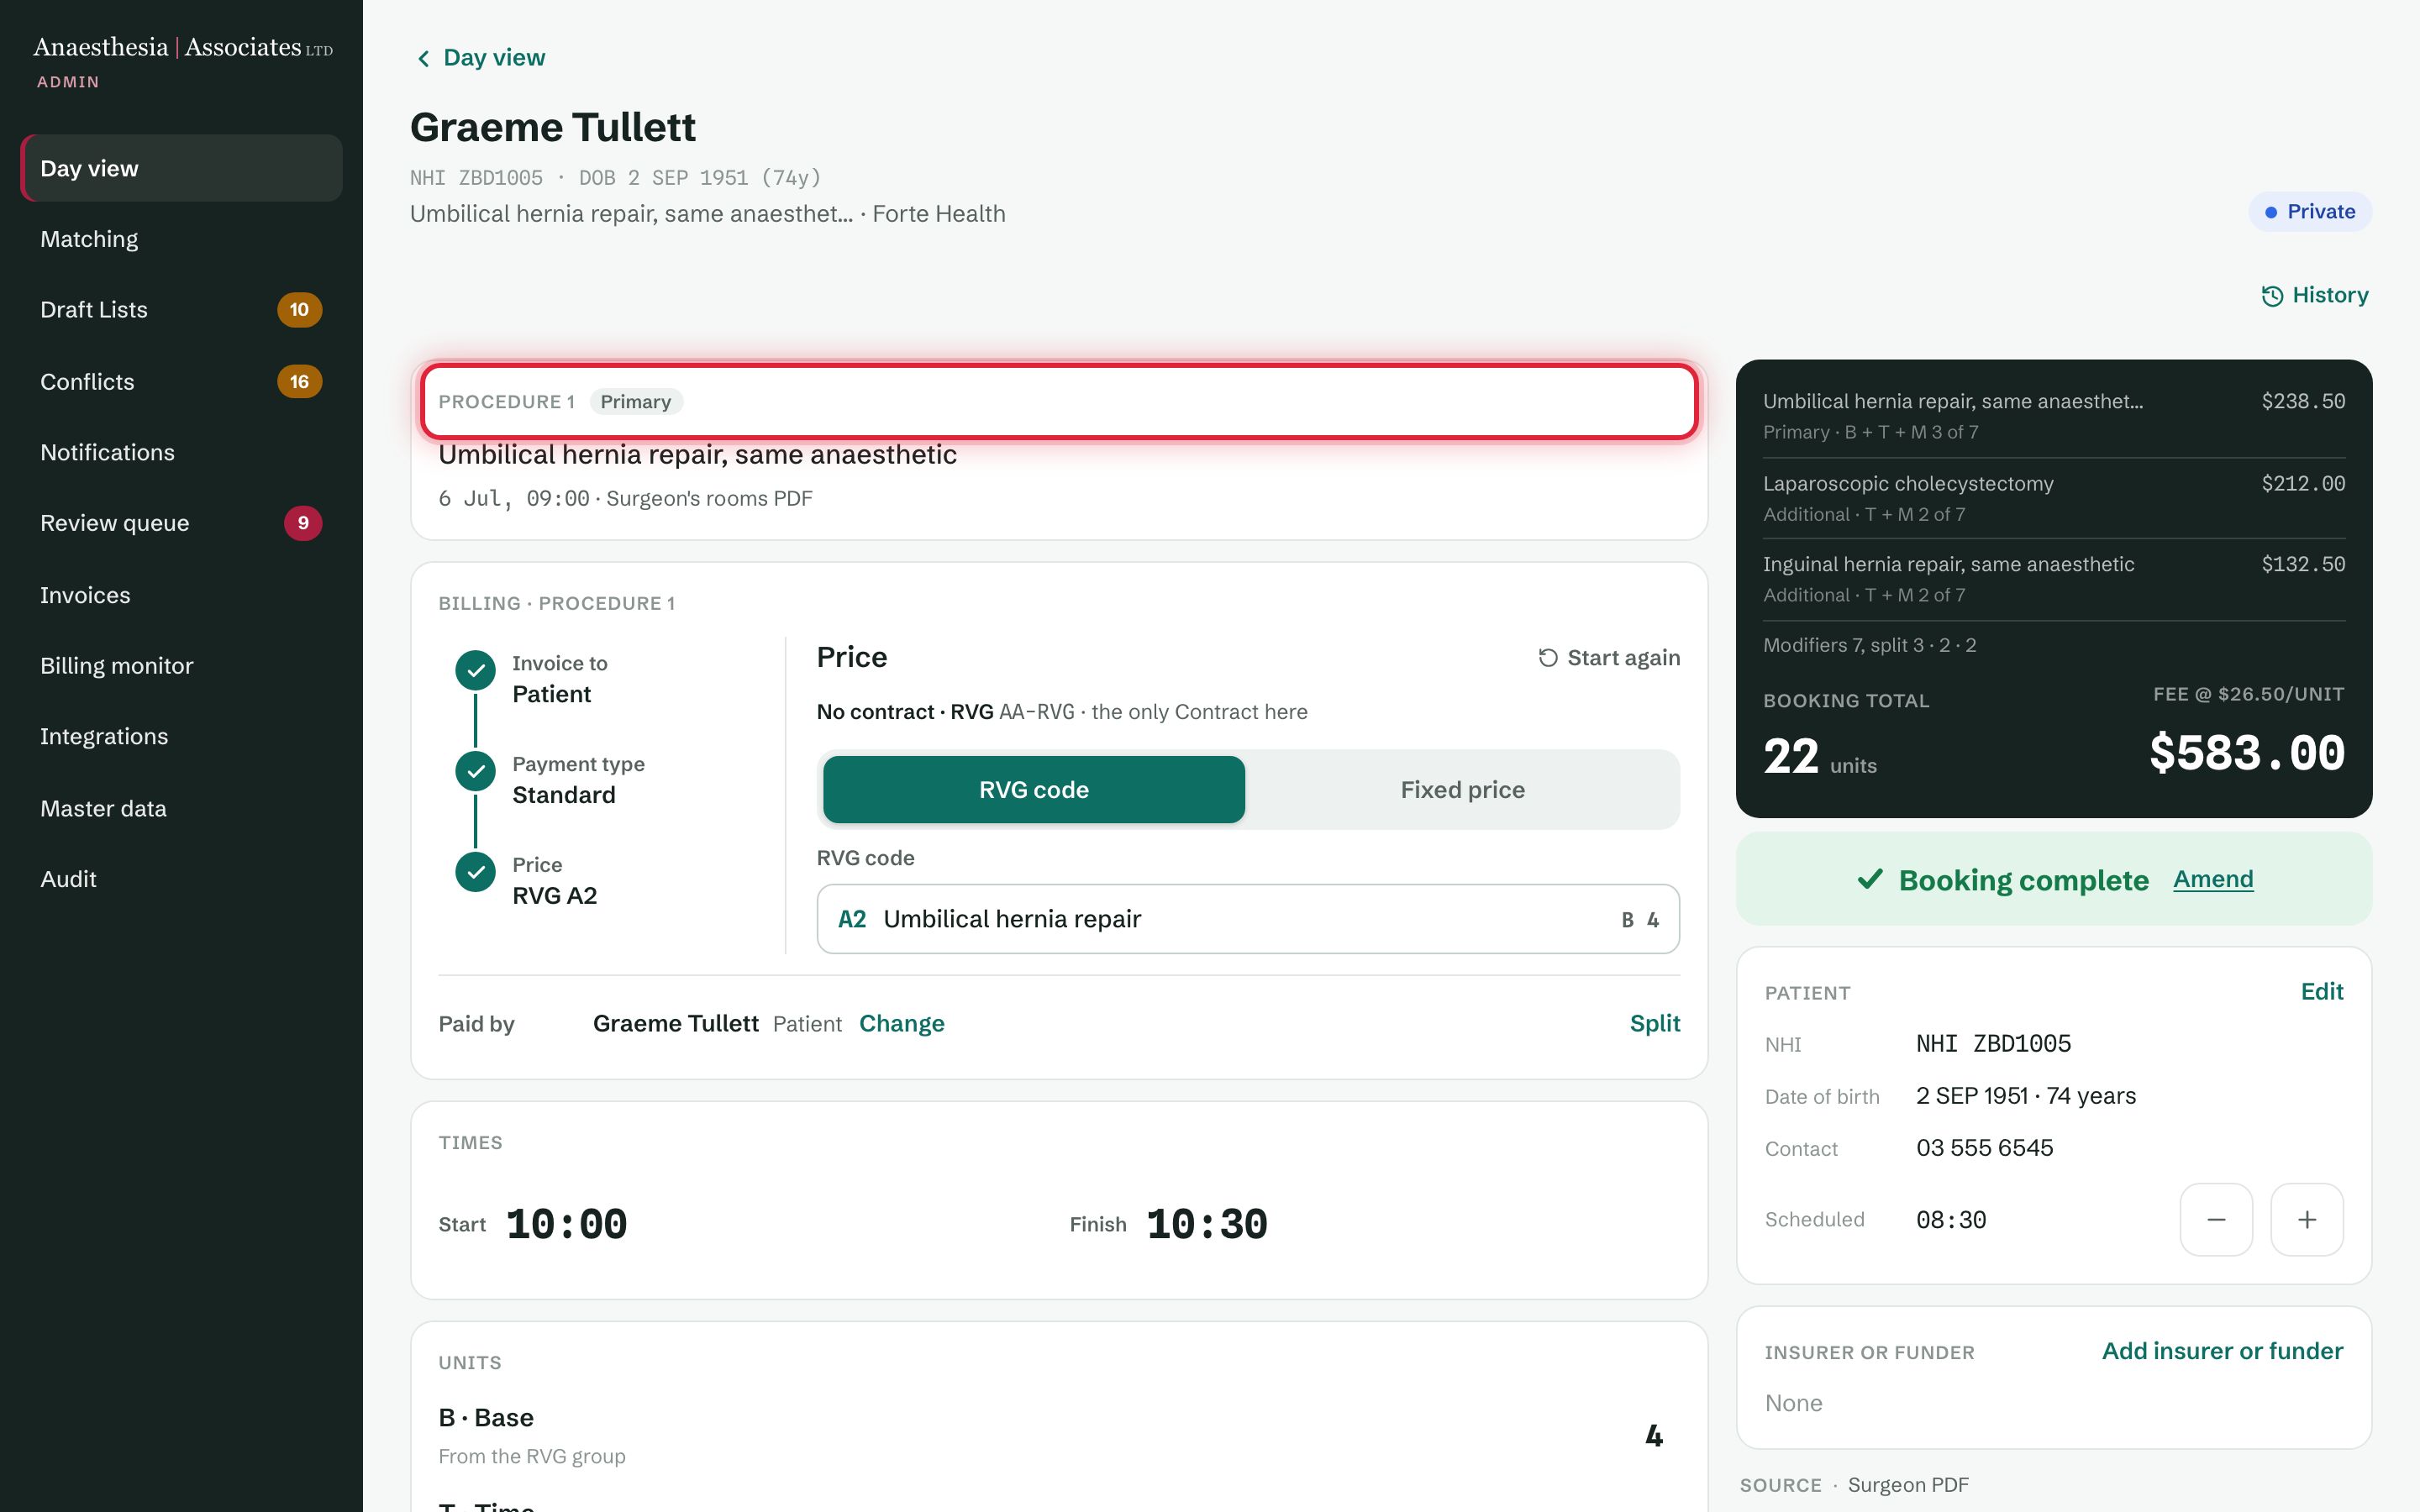 Anaesthesia | Associates LTD
ADMIN
Day view
Matching
Draft Lists 10
Conflicts 16
Notifications
Review queue 9
Invoices
Billing monitor
Integrations
Master data
Audit
Day view
Graeme Tullett
NHI ZBD1005 · DOB 2 SEP 1951 (74y)
Umbilical hernia repair, same anaesthet... · Forte Health
Private
History
PROCEDURE 1 Primary
Umbilical hernia repair, same anaesthetic
6 Jul, 09:00 · Surgeon's rooms PDF
BILLING · PROCEDURE 1
Invoice to
Patient
Payment type
Standard
Price
RVG A2
Price
Start again
No contract · RVG AA-RVG · the only Contract here
RVG code Fixed price
RVG code
A2 Umbilical hernia repair B 4
Paid by Graeme Tullett Patient Change Split
TIMES
Start 10:00 Finish 10:30
UNITS
B · Base
From the RVG group
4
T · Time
Umbilical hernia repair, same anaesthet... $238.50
Primary · B + T + M 3 of 7
Laparoscopic cholecystectomy $212.00
Additional · T + M 2 of 7
Inguinal hernia repair, same anaesthetic $132.50
Additional · T + M 2 of 7
Modifiers 7, split 3 · 2 · 2
BOOKING TOTAL FEE @ $26.50/UNIT
22 units $583.00
Booking complete Amend
PATIENT Edit
NHI NHI ZBD1005
Date of birth 2 SEP 1951 · 74 years
Contact 03 555 6545
Scheduled 08:30 − +
INSURER OR FUNDER Add insurer or funder
None
SOURCE · Surgeon PDF